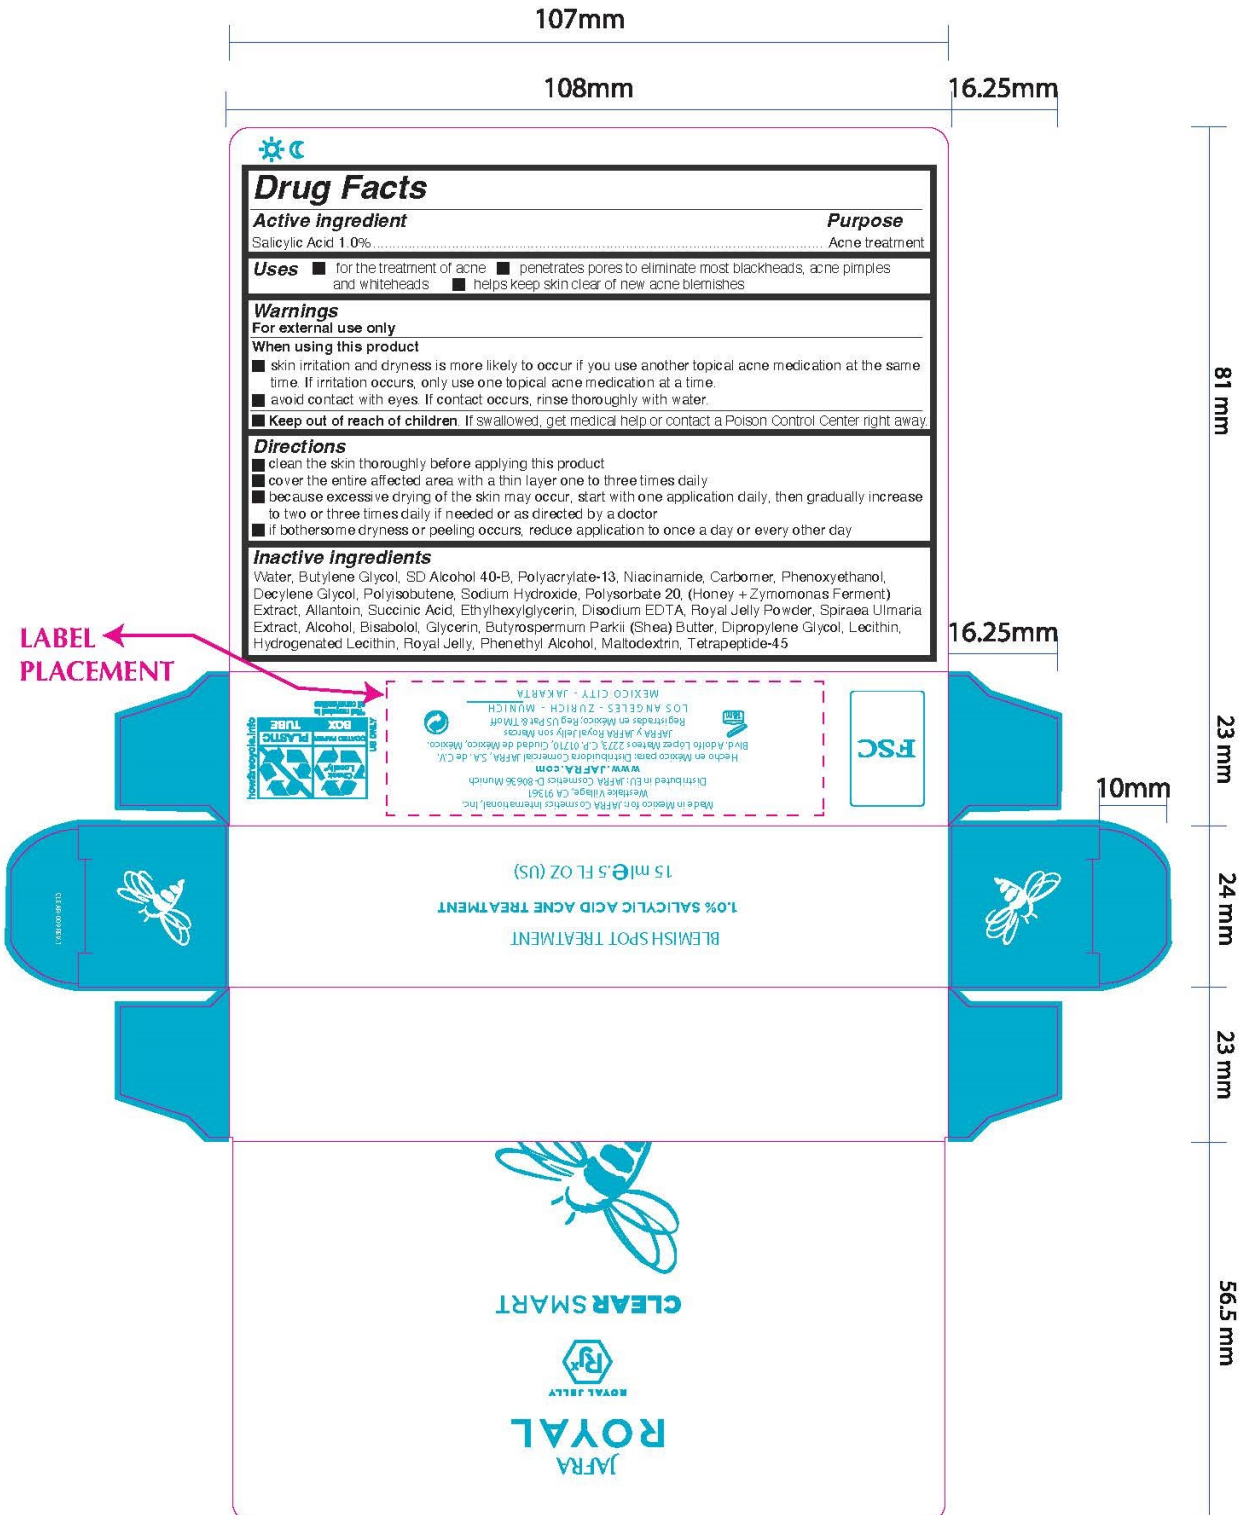 107mm
108mm
16.25mm
Drug Facts
Active ingredient Purpose
Salicylic Acid 1.0% Acne treatment
Uses ■ for the treatment of acne ■ penetrates pores to eliminate most blackheads, acne pimples
and whiteheads ■ helps keep skin clear of new acne blemishes
Warnings
For external use only
When using this product
■ skin irritation and dryness is more likely to occur if you use another topical acne medication at the same
time. If irritation occurs, only use one topical acne medication at a time.
■ avoid contact with eyes. If contact occurs, rinse thoroughly with water.
■ Keep out of reach of children. If swallowed, get medical help or contact a Poison Control Center right away.
Directions
■ clean the skin thoroughly before applying this product
■ cover the entire affected area with a thin layer one to three times daily
■ because excessive drying of the skin may occur, start with one application daily, then gradually increase
to two or three times daily if needed or as directed by a doctor
■ if bothersome dryness or peeling occurs, reduce application to once a day or every other day
Inactive ingredients
Water, Butylene Glycol, SD Alcohol 40-B, Polyacrylate-13, Niacinamide, Carbomer, Phenoxyethanol,
Decylene Glycol, Polyisobutene, Sodium Hydroxide, Polysorbate 20, (Honey + Zymomonas Ferment)
Extract, Allantoin, Succinic Acid, Ethylhexylglycerin, Disodium EDTA, Royal Jelly Powder, Spiraea Ulmaria
Extract, Alcohol, Bisabolol, Glycerin, Butyrospermum Parkii (Shea) Butter, Dipropylene Glycol, Lecithin,
Hydrogenated Lecithin, Royal Jelly, Phenethyl Alcohol, Maltodextrin, Tetrapeptide-45
81 mm
LABEL
PLACEMENT
16.25mm
23 mm
10mm
24 mm
23 mm
56.5 mm
FSC
Made in Mexico for: JAFRA Cosmetics International, Inc.
Westlake Village, CA 91361
Distributed in EU: JAFRA Cosmetics D-80636 Munich
www.JAFRA.com
Hecho en México para: Distribuidora Comercial JAFRA, S.A. de C.V.
Blvd. Adolfo López Mateos 2273, C.P. 01710, Ciudad de México, México.
JAFRA y JAFRA Royal Jelly son Marcas
Registradas en México; Reg US Pat & TM off
LOS ANGELES - ZURICH - MUNICH
MEXICO CITY - JAKARTA
US ONLY
how2recycle.info
Check
Locally*
COATED PAPER
BOX
PLASTIC
TUBE
BLEMISH SPOT TREATMENT
1.0% SALICYLIC ACID ACNE TREATMENT
15 ml ℮ .5 FL OZ (US)
JAFRA
ROYAL
ROYAL JELLY
RJx
CLEAR SMART